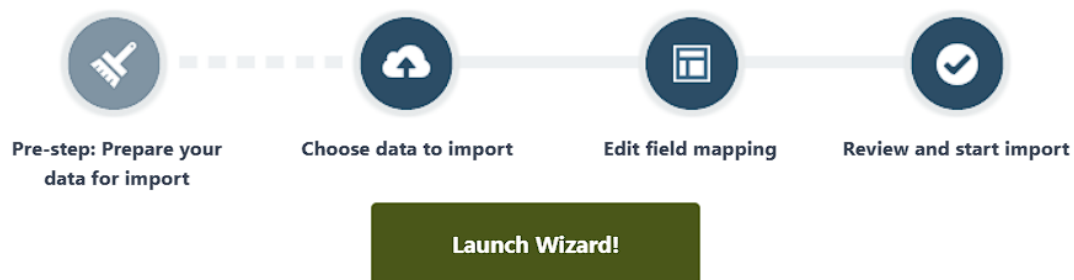 Pre-step: Prepare your
data for import
Choose data to import
Edit field mapping
Review and start import
Launch Wizard!